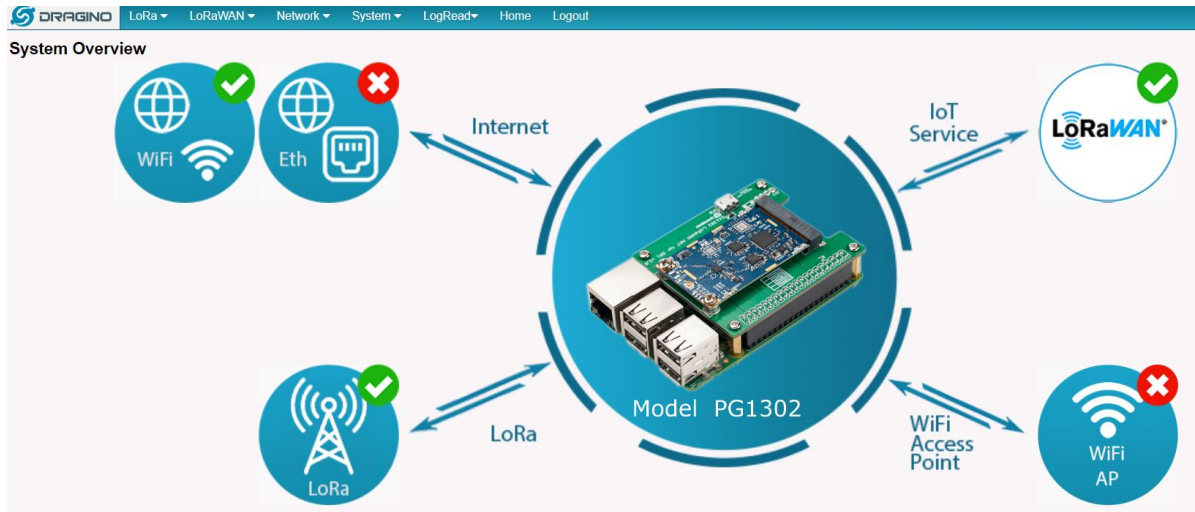 DRAGINO LoRa LoRaWAN Network System LogRead Home Logout
System Overview
WiFi
Eth
Internet
IoT
Service
LoRaWAN
Model PG1302
LoRa
LoRa
WiFi
Access
Point
WiFi
AP